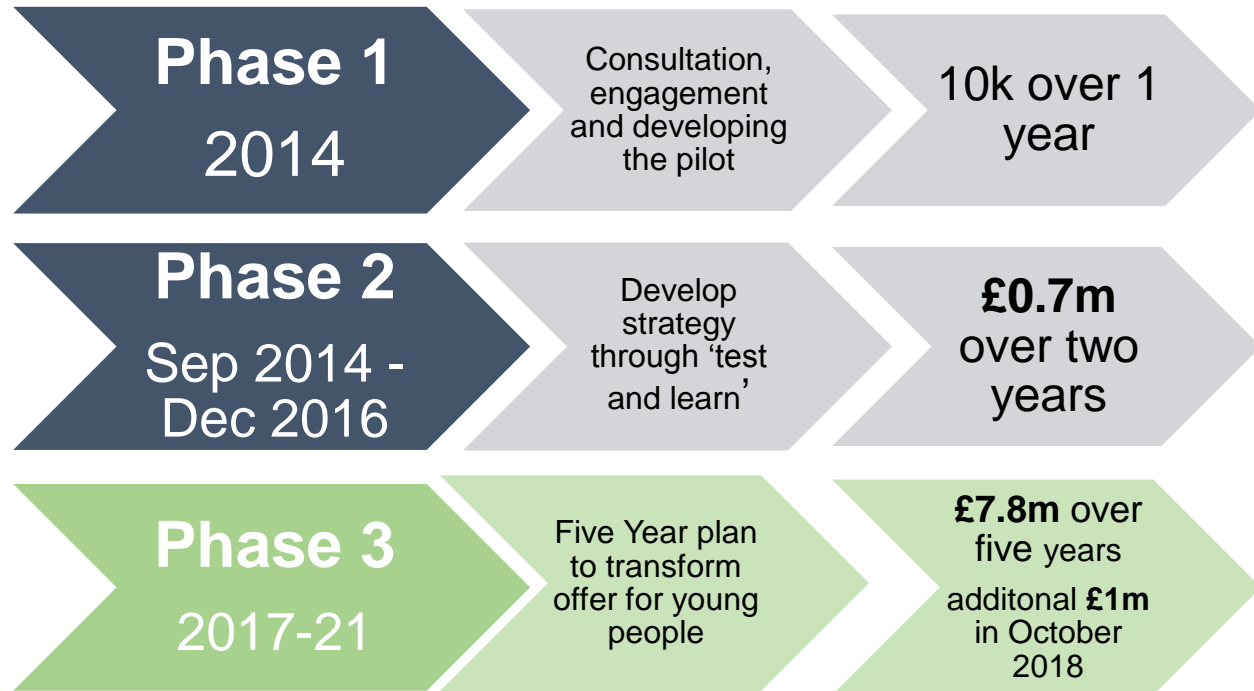 Phase 1
2014
Consultation,
engagement
and developing
the pilot
10k over 1
year
Phase 2
Sep 2014 -
Dec 2016
Develop
strategy
through ‘test
and learn’
£0.7m
over two
years
Phase 3
2017-21
Five Year plan
to transform
offer for young
people
£7.8m over
five years
additonal £1m
in October
2018